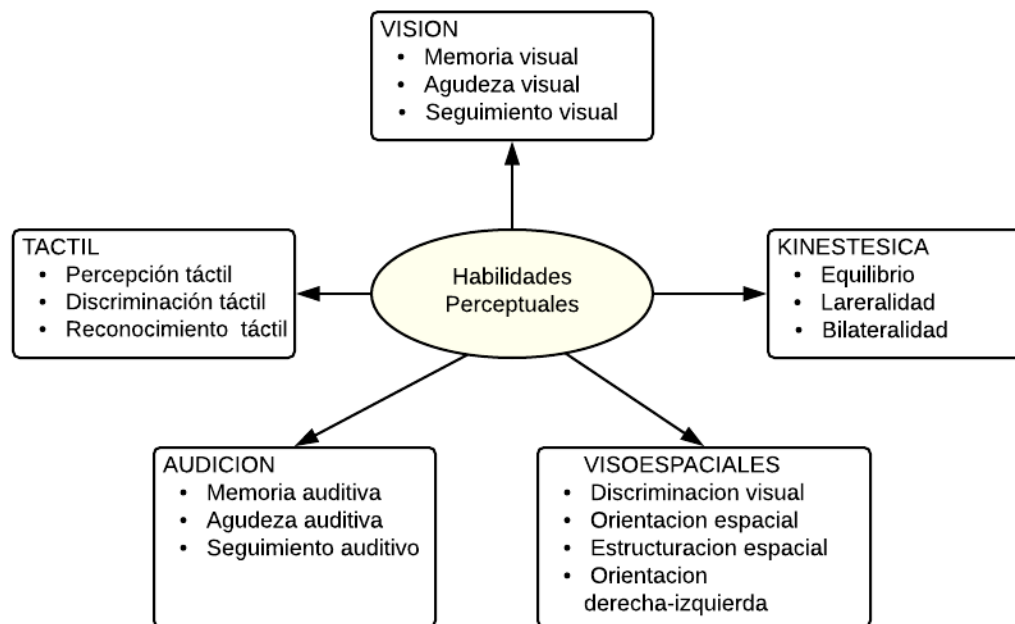 VISION
• Memoria visual
• Agudeza visual
• Seguimiento visual
TACTIL
• Percepción táctil
• Discriminación táctil
• Reconocimiento táctil
Habilidades
Perceptuales
KINESTESICA
• Equilibrio
• Lareralidad
• Bilateralidad
AUDICION
• Memoria auditiva
• Agudeza auditiva
• Seguimiento auditivo
VISOESPACIALES
• Discriminacion visual
• Orientacion espacial
• Estructuracion espacial
• Orientacion
derecha-izquierda